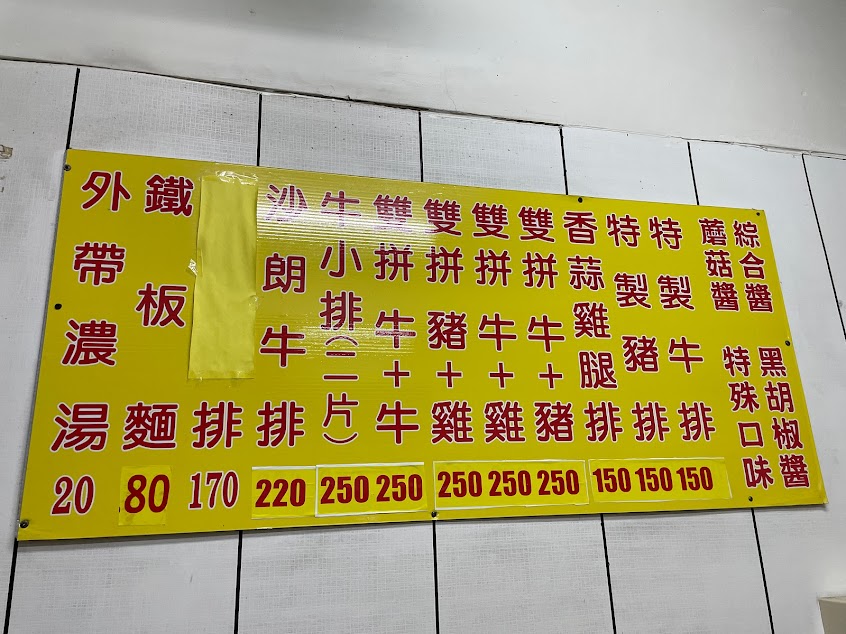 綜合醬
黑胡椒醬
蘑菇醬
特殊口味
特製牛排
150
特製豬排
150
香蒜雞腿排
150
雙拼牛+豬
250
雙拼牛+雞
250
雙拼豬+雞
250
雙拼牛+牛
250
牛小排(二片)
250
沙朗牛排
220
排
170
鐵板麵
80
外帶濃湯
20